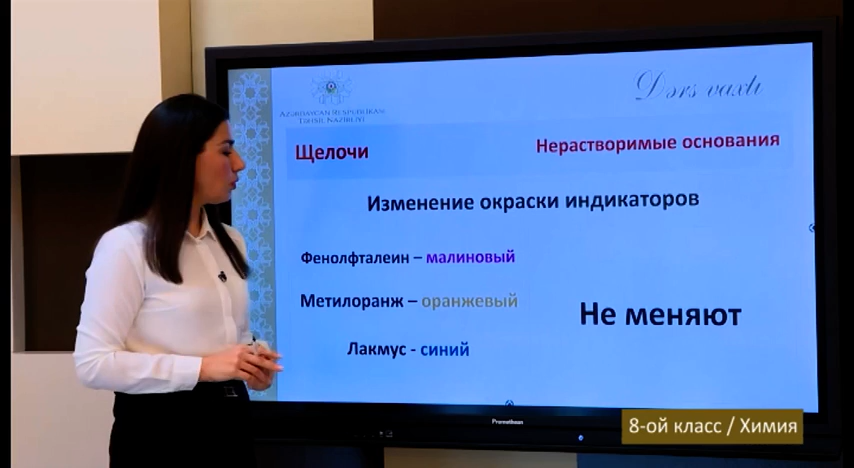 Dərs vaxtı
AZƏRBAYCAN RESPUBLİKASI
TƏHSİL NAZİRLİYİ
Щелочи
Нерастворимые основания
Изменение окраски индикаторов
Фенолфталеин – малиновый
Метилоранж – оранжевый
Не меняют
Лакмус - синий
Promethean
8-ой класс / Химия